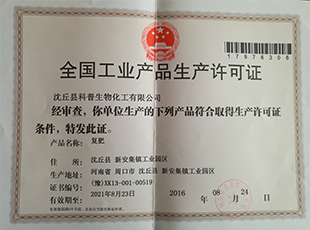 17976306
全国工业产品生产许可证
沈丘县科普生物化工有限公司
经审查，你单位生产的下列产品符合取得生产许可证
条件，特发此证。
产品名称： 复肥
住 所： 沈丘县 新安集镇工业园区
生产地址： 河南省 周口市 沈丘县 新安集镇工业园区
证书编号： (豫)XK13-001-00519
有效期至： 2021年8月23日
2016 年 08 月 24 日